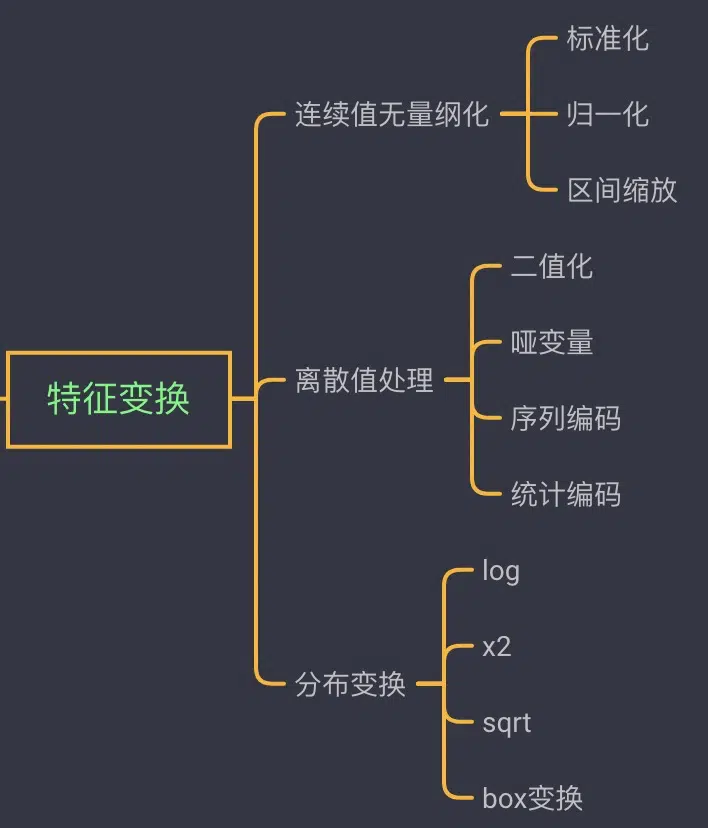 特征变换
连续值无量纲化
标准化
归一化
区间缩放
离散值处理
二值化
哑变量
序列编码
统计编码
分布变换
log
x2
sqrt
box变换